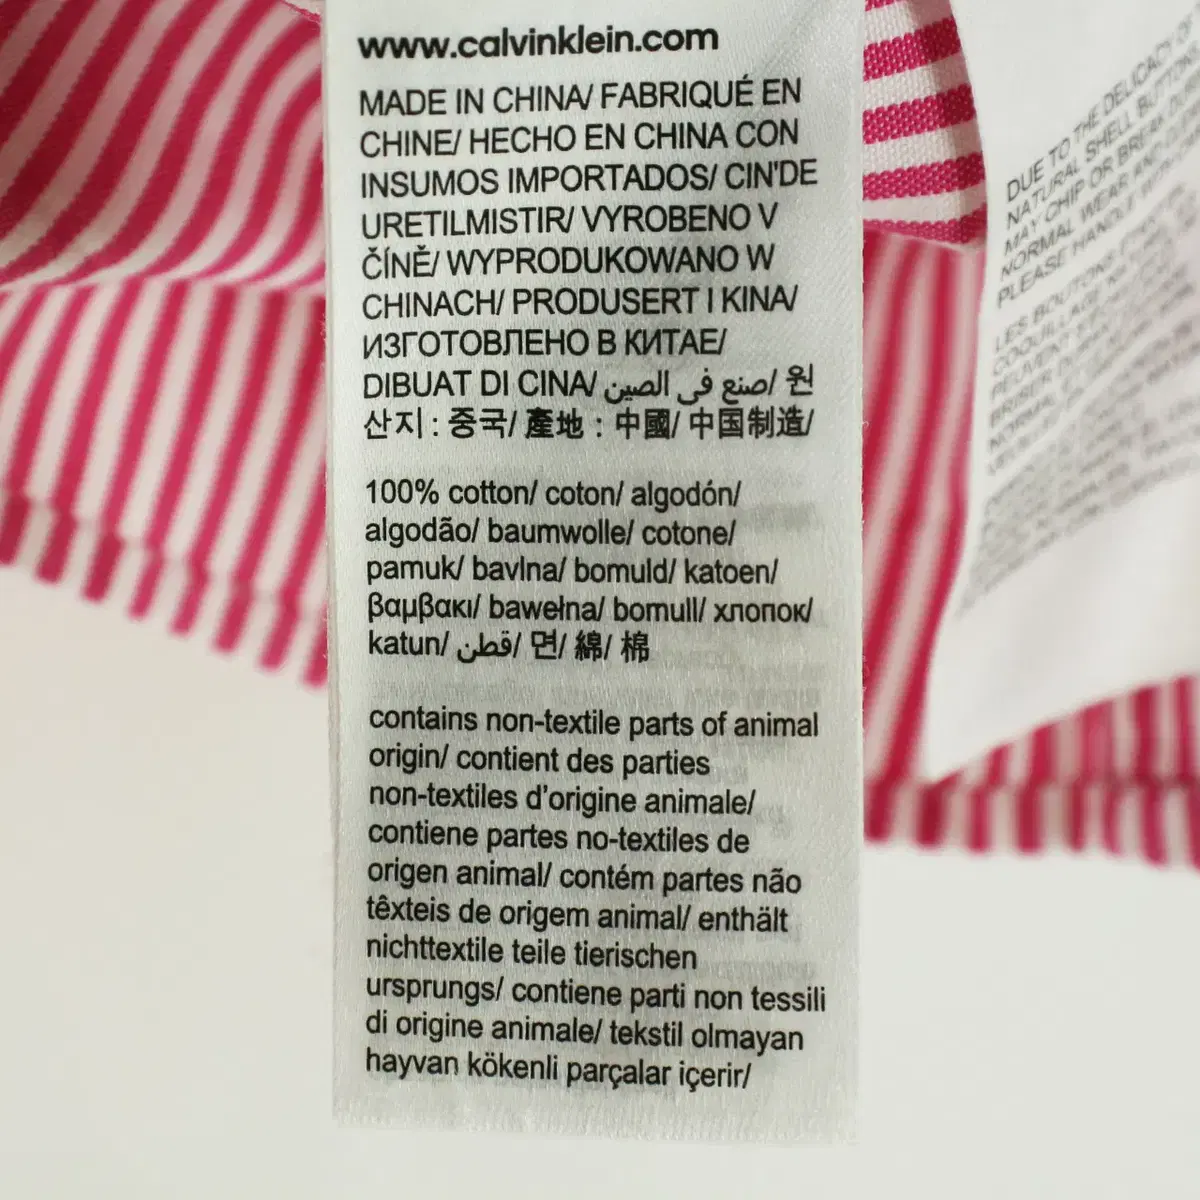 www.calvinklein.com
MADE IN CHINA/ FABRIQUÉ EN
CHINE/ HECHO EN CHINA CON
INSUMOS IMPORTADOS/ CIN'DE
URETILMISTIR/ VYROBENO V
ČÍNĚ/ WYPRODUKOWANO W
CHINACH/ PRODUSERT I KINA/
ИЗГОТОВЛЕНО В КИТАЕ/
DIBUAT DI CINA/ صنع في الصين/ 원
산지 : 중국/ 產地 : 中國/ 中国制造/
100% cotton/ coton/ algodón/
algodão/ baumwolle/ cotone/
pamuk/ bavlna/ bomuld/ katoen/
βαμβακι/ bawełna/ bomull/ хлопок/
katun/ قطن/ 면/ 綿/ 棉
contains non-textile parts of animal
origin/ contient des parties
non-textiles d'origine animale/
contiene partes no-textiles de
origen animal/ contém partes não
têxteis de origem animal/ enthält
nichttextile teile tierischen
ursprungs/ contiene parti non tessili
di origine animale/ tekstil olmayan
hayvan kökenli parçalar içerir/
DUE TO THE DELICACY OF
NATURAL SHELL BUTTONS
MAY CHIP OR BREAK
NORMAL WEAR AND
PLEASE HANDLE WITH
LES BOUTONS
COQUILLAGE
PEUVENT
BRISER